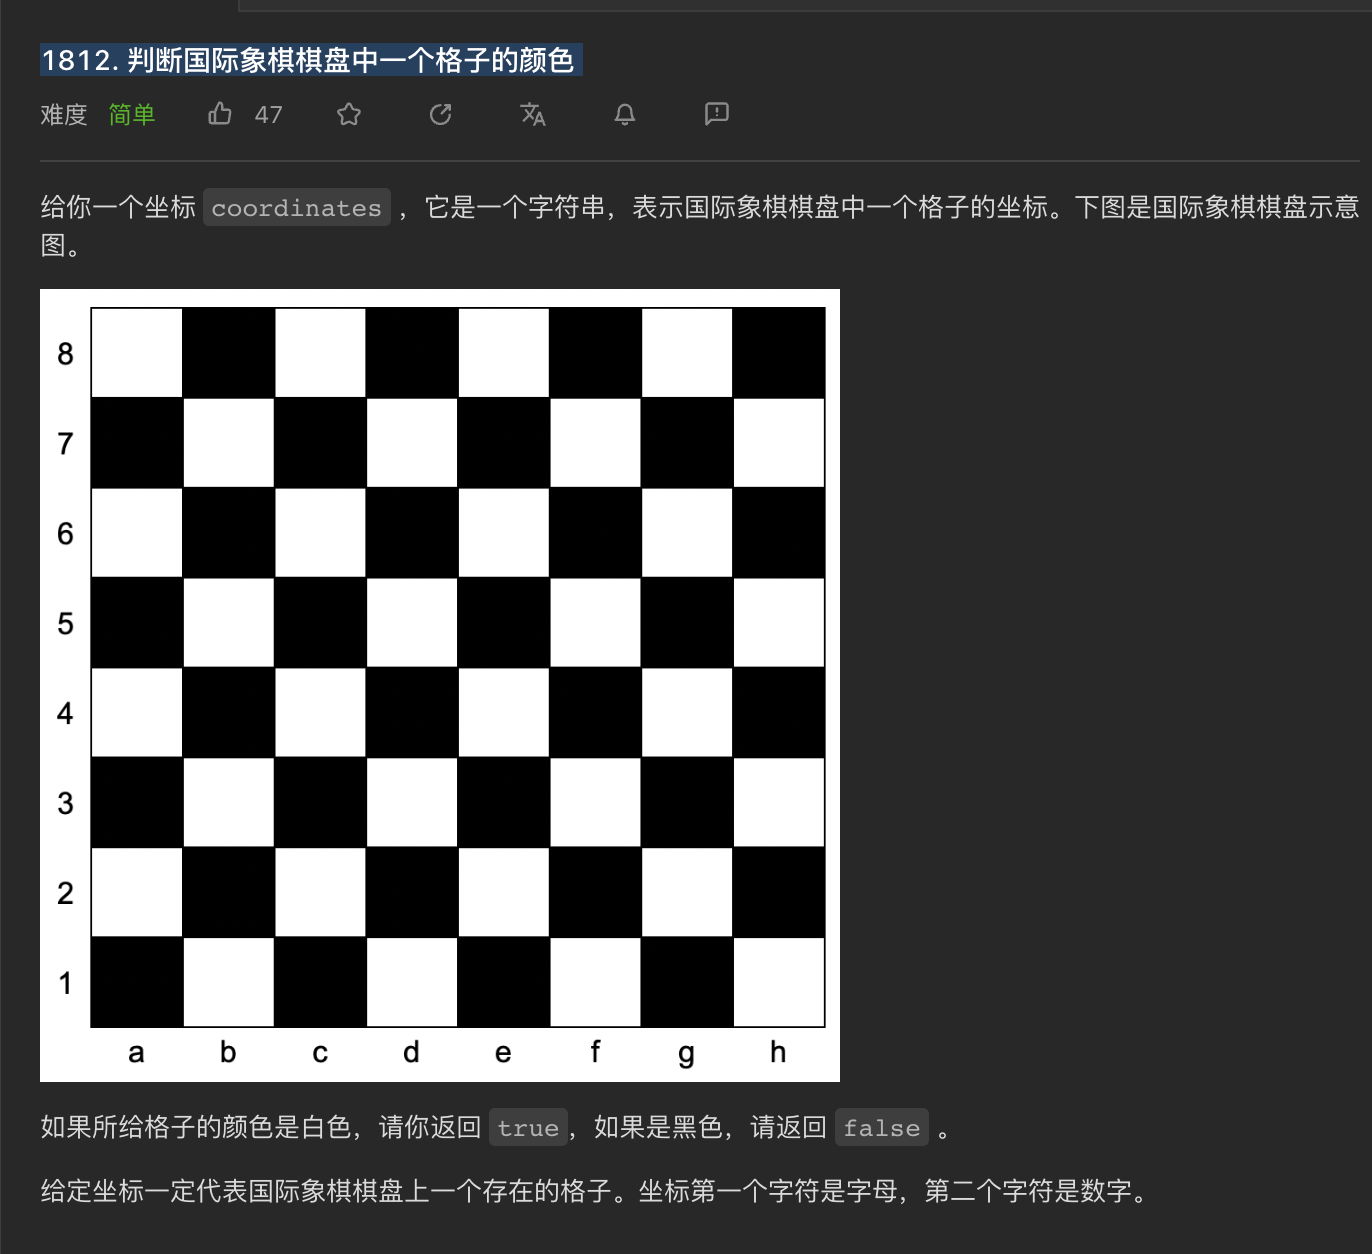 1812. 判断国际象棋棋盘中一个格子的颜色
难度 简单 47
给你一个坐标 coordinates ，它是一个字符串，表示国际象棋棋盘中一个格子的坐标。下图是国际象棋棋盘示意
图。
8
7
6
5
4
3
2
1
a b c d e f g h
如果所给格子的颜色是白色，请你返回 true，如果是黑色，请返回 false 。
给定坐标一定代表国际象棋棋盘上一个存在的格子。坐标第一个字符是字母，第二个字符是数字。